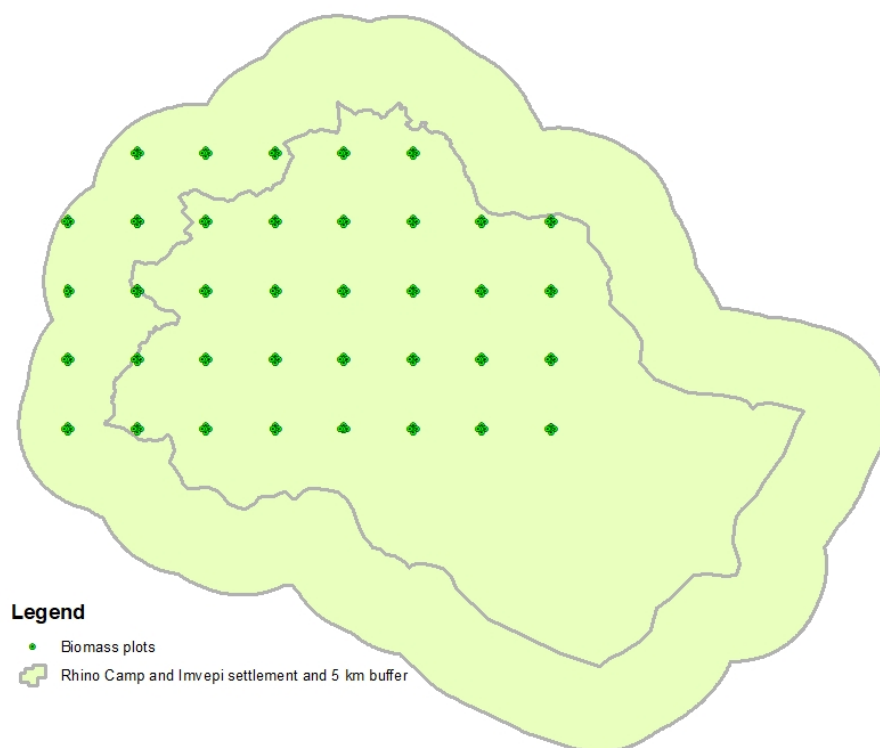 Legend
Biomass plots
Rhino Camp and Imvepi settlement and 5 km buffer